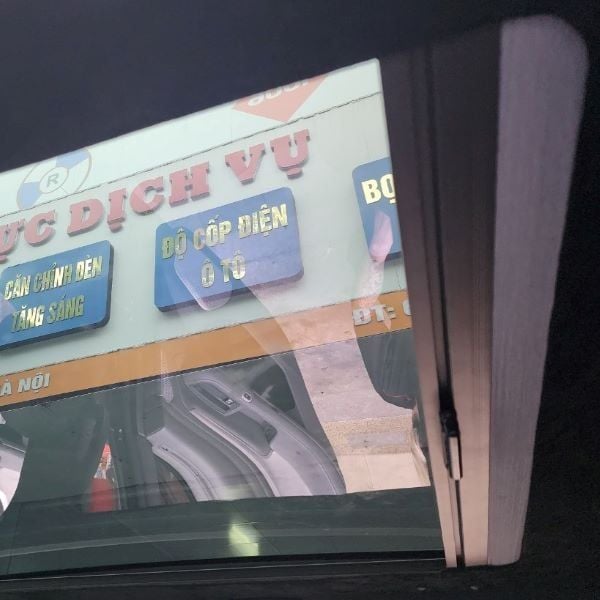 ỰC DỊCH VỤ
R
CĂN CHỈNH ĐÈN
TĂNG SÁNG
ĐỘ CỐP ĐIỆN
Ô TÔ
BỌ
À NỘI
ĐT: